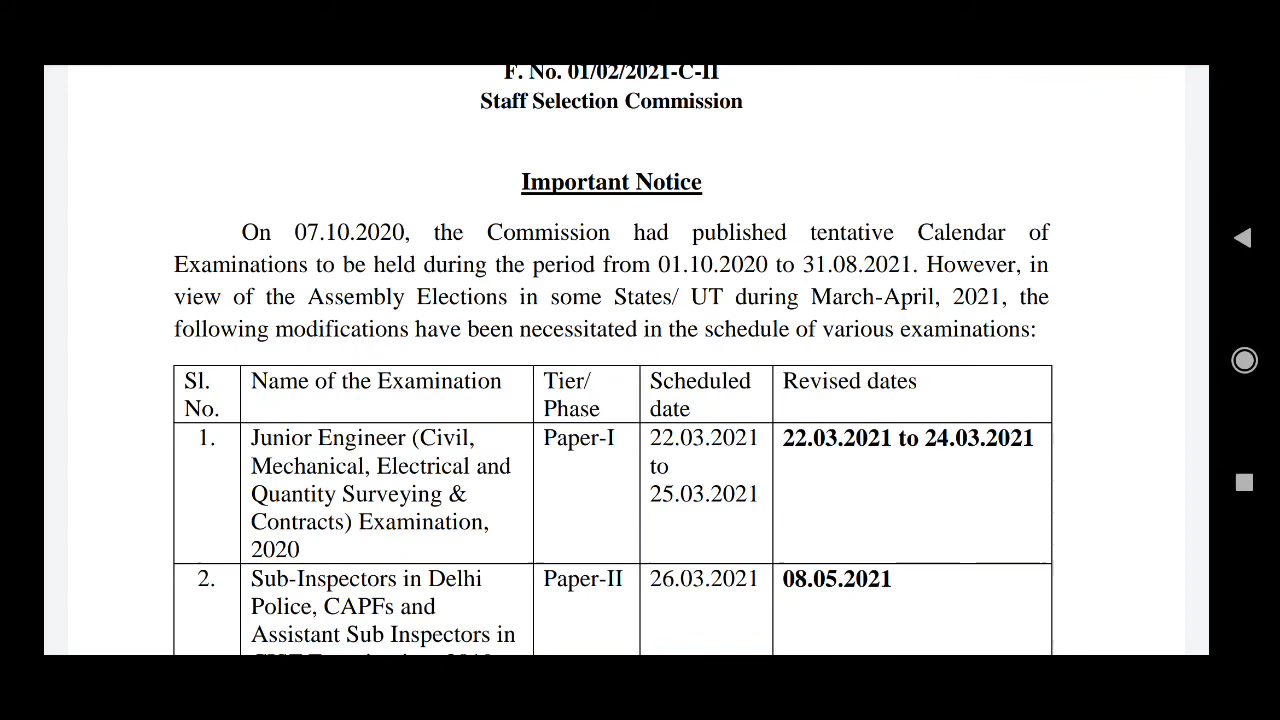 F. No. 01/02/2021-C-II
Staff Selection Commission
Important Notice
On 07.10.2020, the Commission had published tentative Calendar of
Examinations to be held during the period from 01.10.2020 to 31.08.2021. However, in
view of the Assembly Elections in some States/ UT during March-April, 2021, the
following modifications have been necessitated in the schedule of various examinations:
Sl. No.
Name of the Examination
Tier/ Phase
Scheduled date
Revised dates
1.
Junior Engineer (Civil,
Mechanical, Electrical and
Quantity Surveying &
Contracts) Examination,
2020
Paper-I
22.03.2021
to
25.03.2021
22.03.2021 to 24.03.2021
2.
Sub-Inspectors in Delhi
Police, CAPFs and
Assistant Sub Inspectors in
Paper-II
26.03.2021
08.05.2021